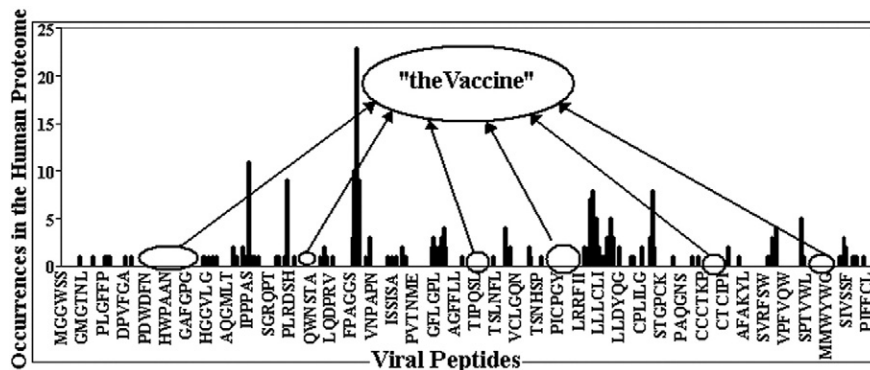 Occurrences in the Human Proteome
25
20
15
10
5
0
"theVaccine"
MGGWSS
GMGTNL
PLGFFP
DPVFGA
PDWDFN
HWPAAN
GAFGPG
HGGVLG
AQGMLT
IPPPAS
SGRQPT
PLRDSH
QWNSTA
LQDPRV
FPAGGS
VNPAPN
ISSISA
PVTNME
GFLGPL
AGFFLL
TIPQSL
TSLNFL
VCLGQN
TSNHSP
PICPGY
LRRFII
LLLCLI
LLDYQG
CPLILG
STGPCK
PAQGNS
CCCTKP
CTCIPI
AFAKYL
SVRFSW
VPFVQW
SPTVWL
MMWYWG
SIVSSF
PIFFCL
Viral Peptides